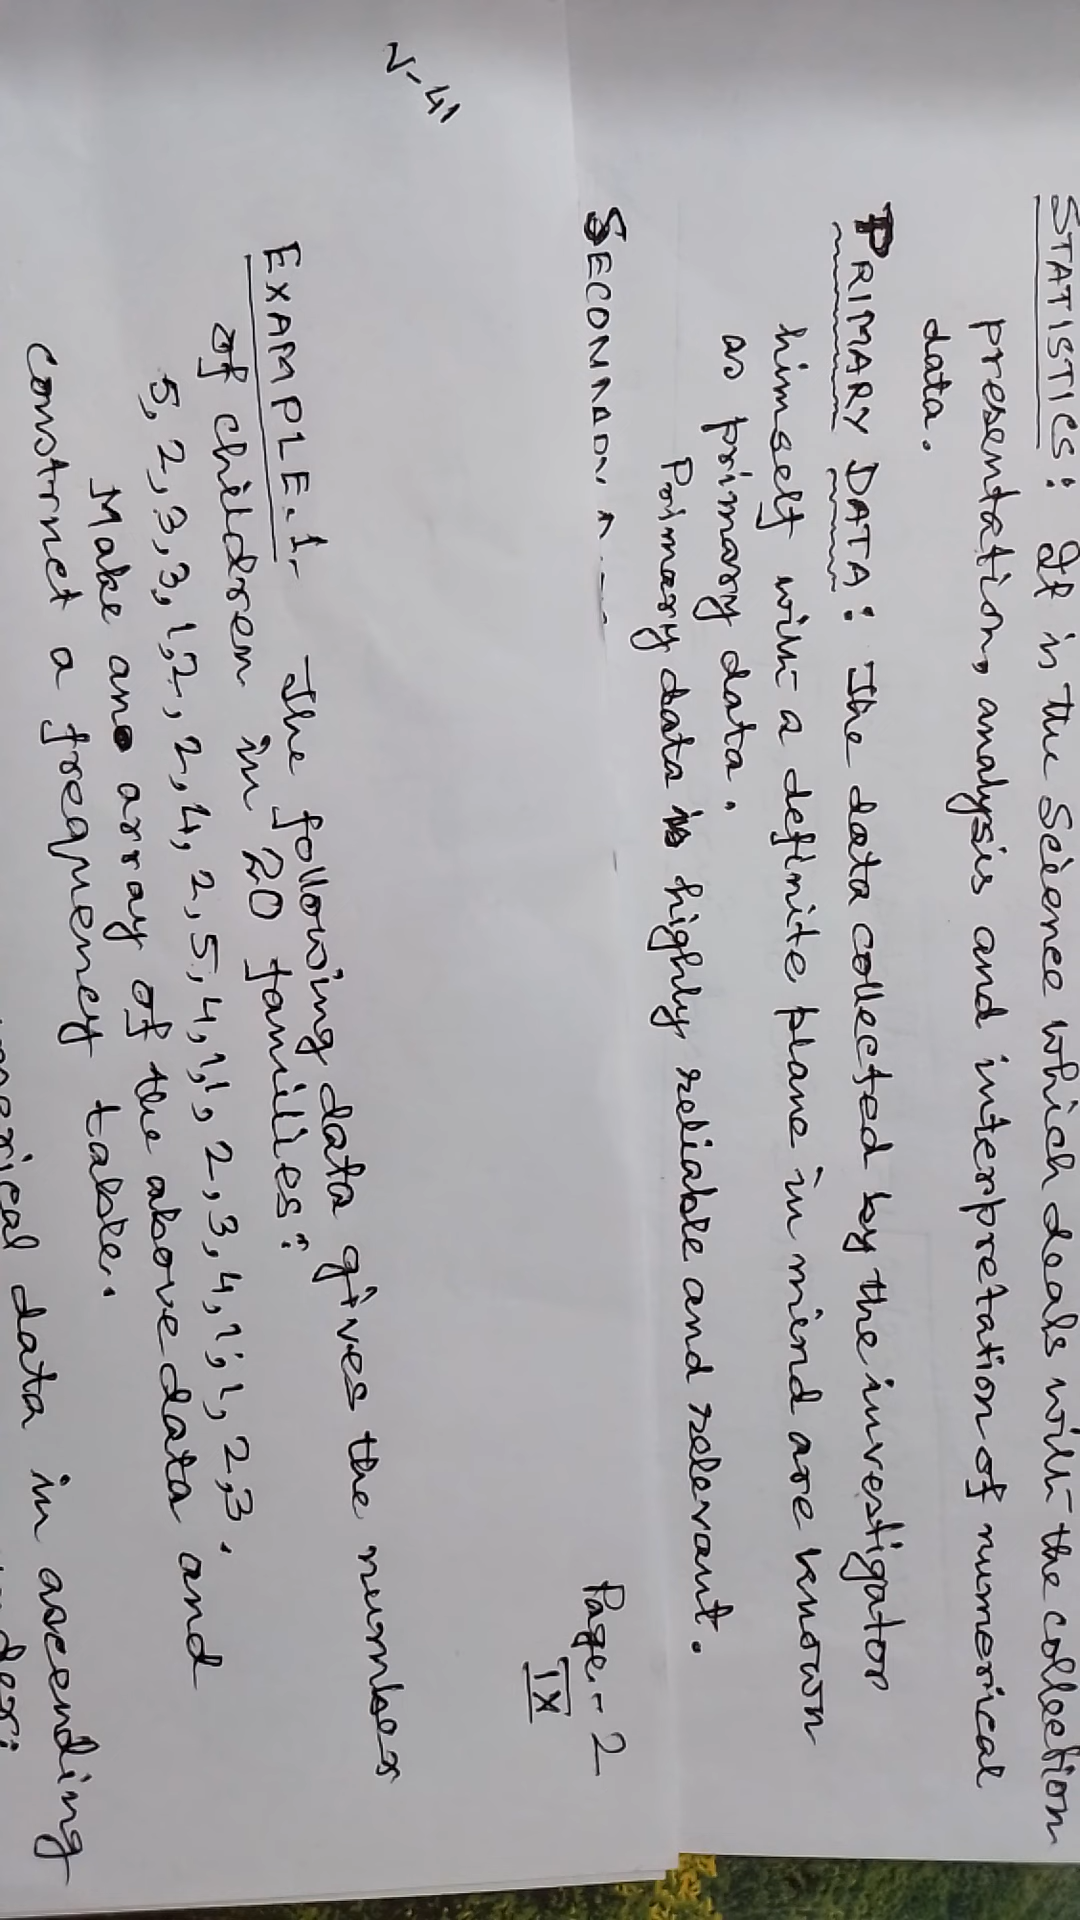 STATISTICS: It is the science which deals with the collection
presentation, analysis and interpretation of numerical
data.
PRIMARY DATA: The data collected by the investigator
himself with a definite plane in mind are known
as primary data.
Primary data is highly reliable and relevant.
Page-2
IX
N-41
EXAMPLE.1. The following data gives the number
of children in 20 families:
5, 2, 3, 3, 1, 2, 2, 4, 2, 5, 4, 1, 1, 2, 3, 4, 1, 1, 2, 3.
Make an array of the above data and
construct a frequency table.
data in ascending